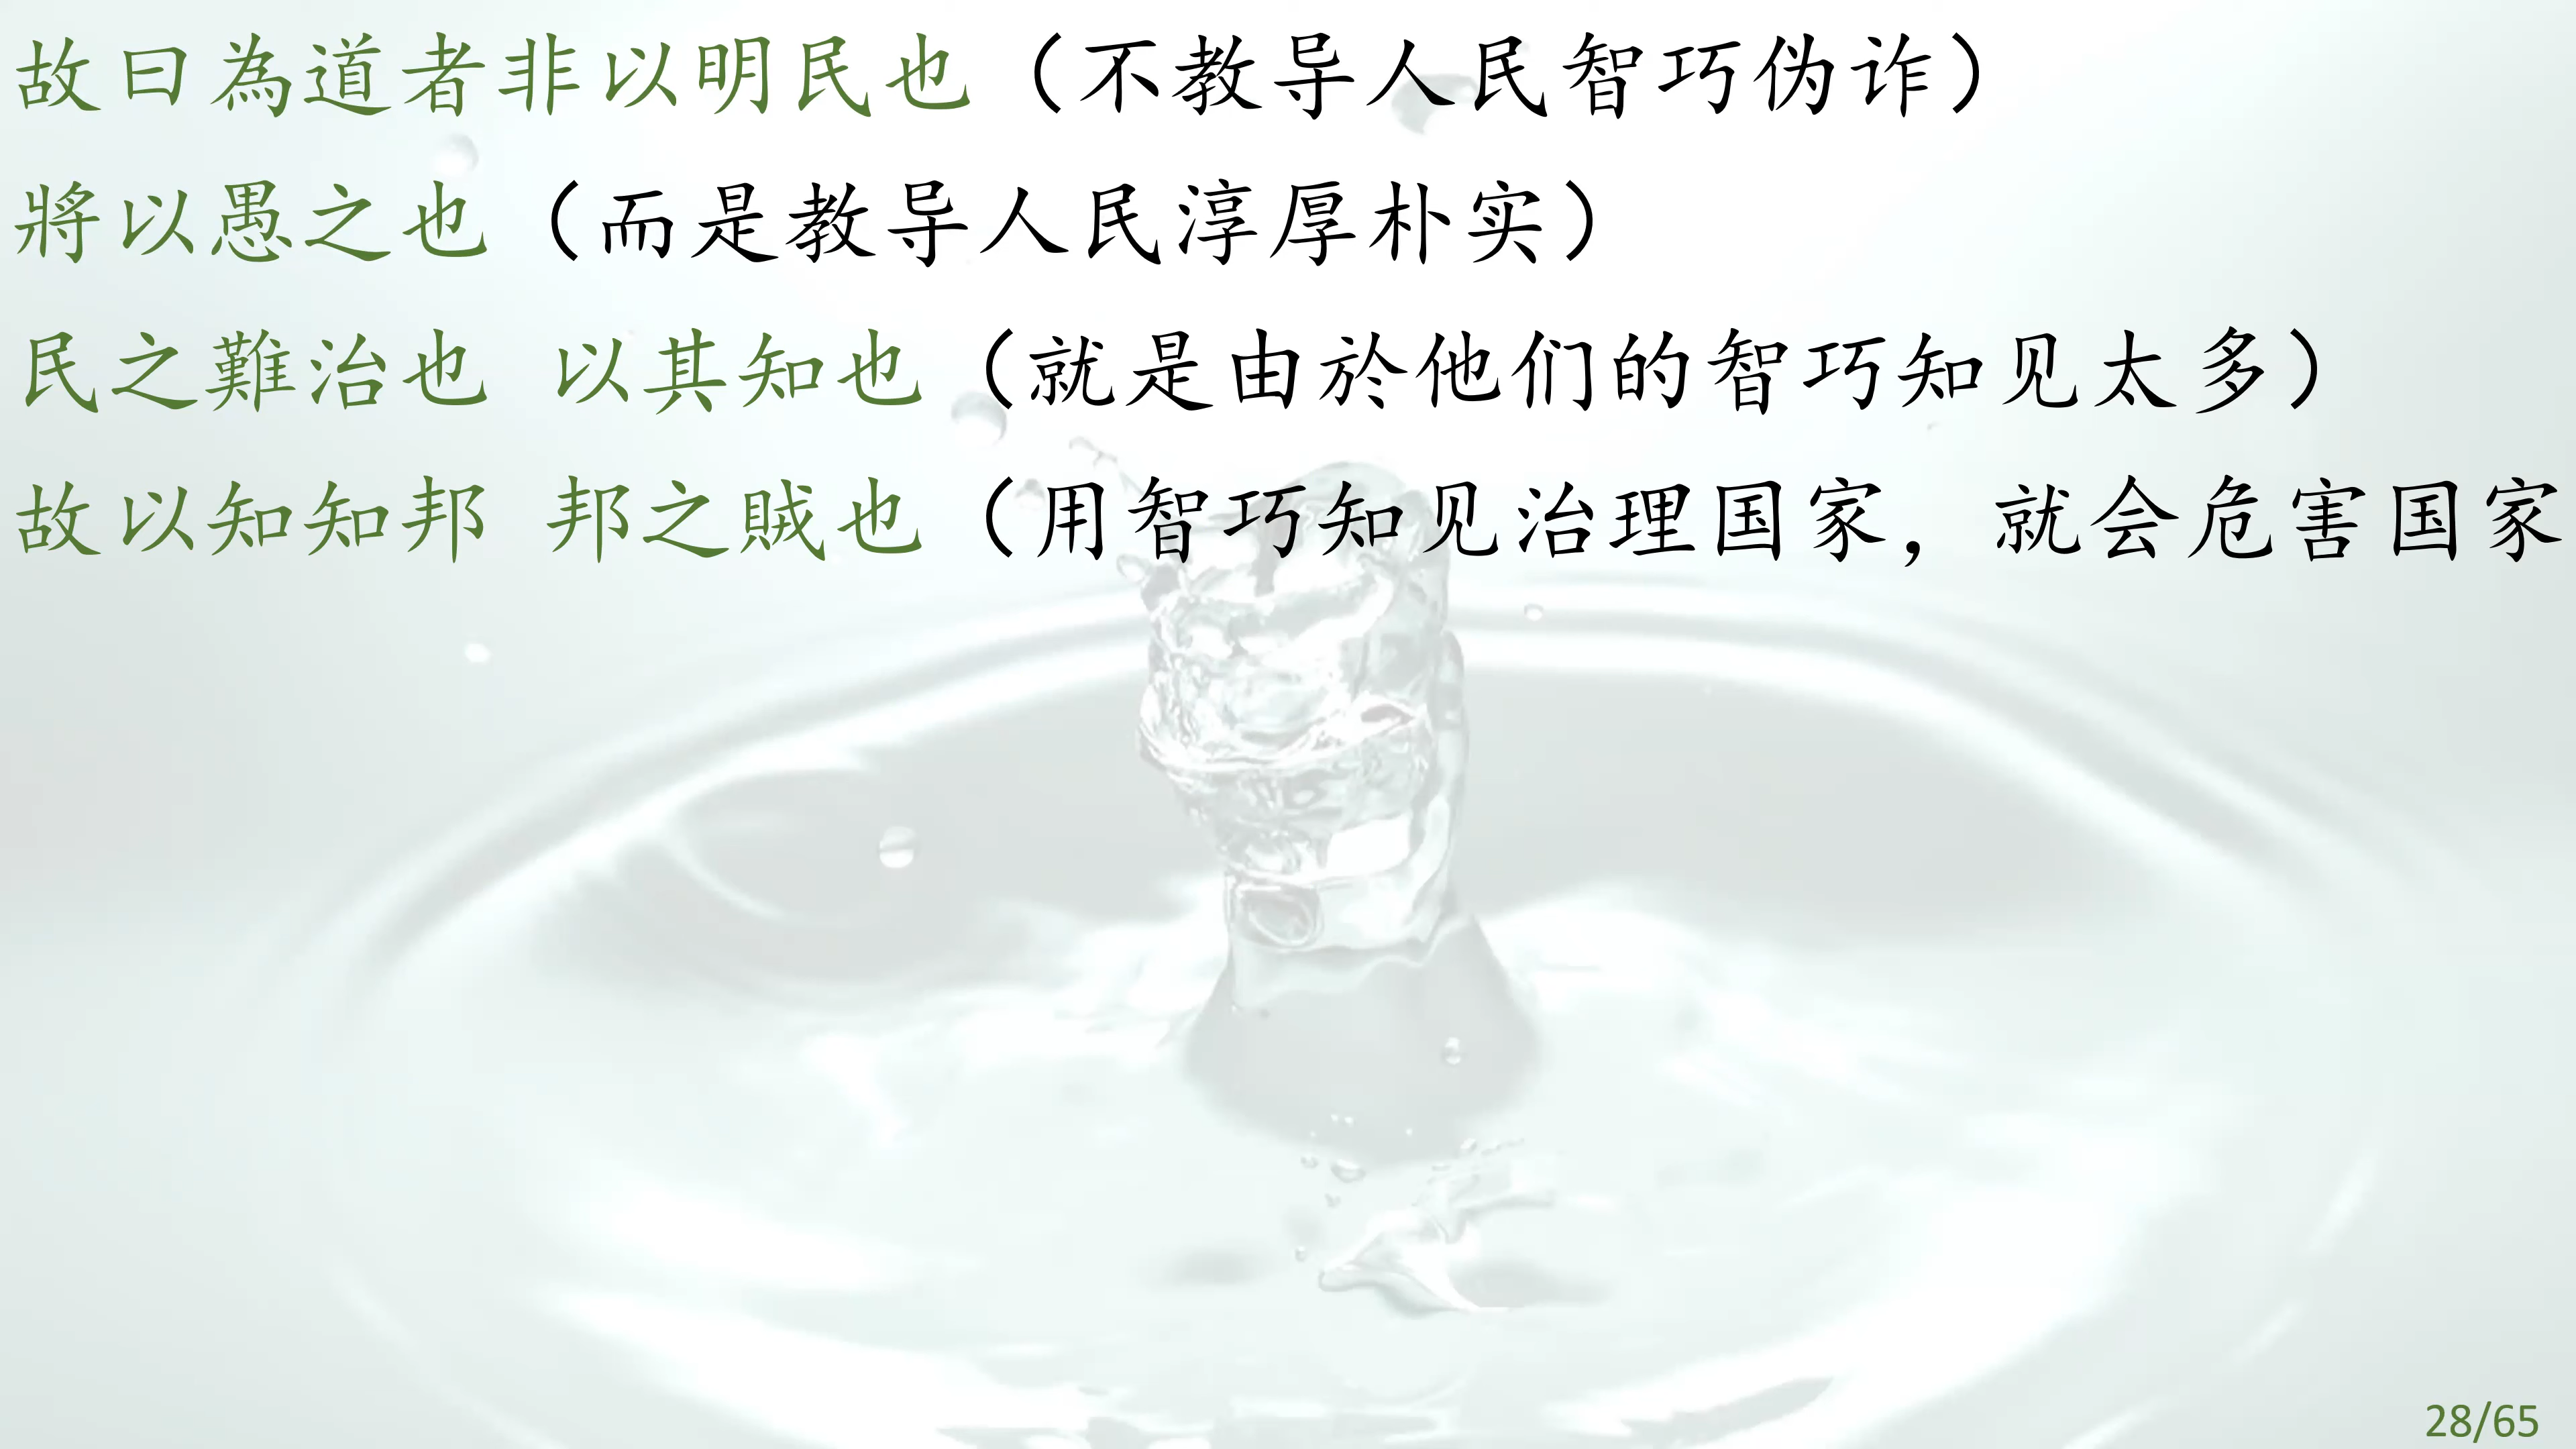 故曰為道者非以明民也（不教导人民智巧伪诈）
將以愚之也（而是教导人民淳厚朴实）
民之難治也 以其知也（就是由於他们的智巧知见太多）
故以知知邦 邦之贼也（用智巧知见治理国家，就会危害国家
28/65